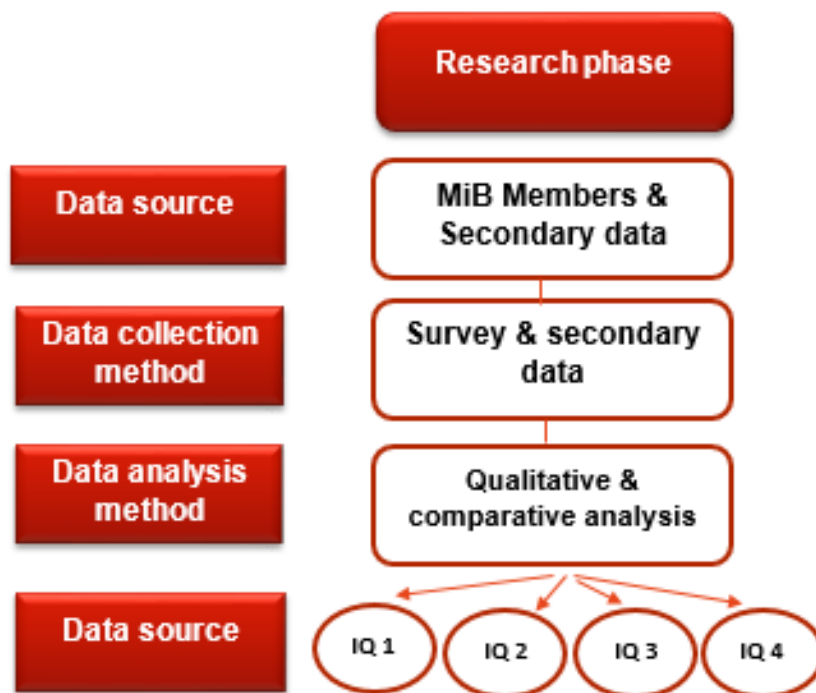 Research phase
Data source
MiB Members &
Secondary data
Data collection
method
Survey & secondary
data
Data analysis
method
Qualitative &
comparative analysis
Data source
IQ 1
IQ 2
IQ 3
IQ 4